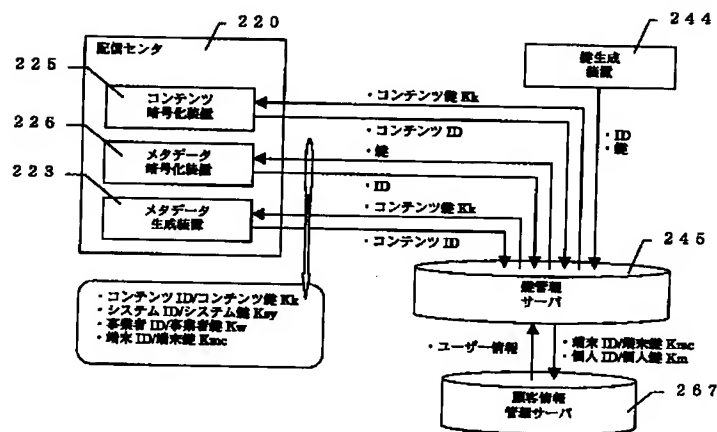 220
配信センタ
244
鍵生成
装置
225
コンテンツ
暗号化装置
・コンテンツ鍵 Kk
・コンテンツ ID
・ID
・鍵
226
メタデータ
暗号化装置
・鍵
・ID
223
メタデータ
生成装置
・コンテンツ鍵 Kk
・コンテンツ ID
245
鍵管理
サーバ
・コンテンツ ID/コンテンツ鍵 Kk
・システム ID/システム鍵 Ksy
・事業者 ID/事業者鍵 Kw
・端末 ID/端末鍵 Kmc
・ユーザー情報
・端末 ID/端末鍵 Kmc
・個人 ID/個人鍵 Km
顧客情報
管理サーバ
267